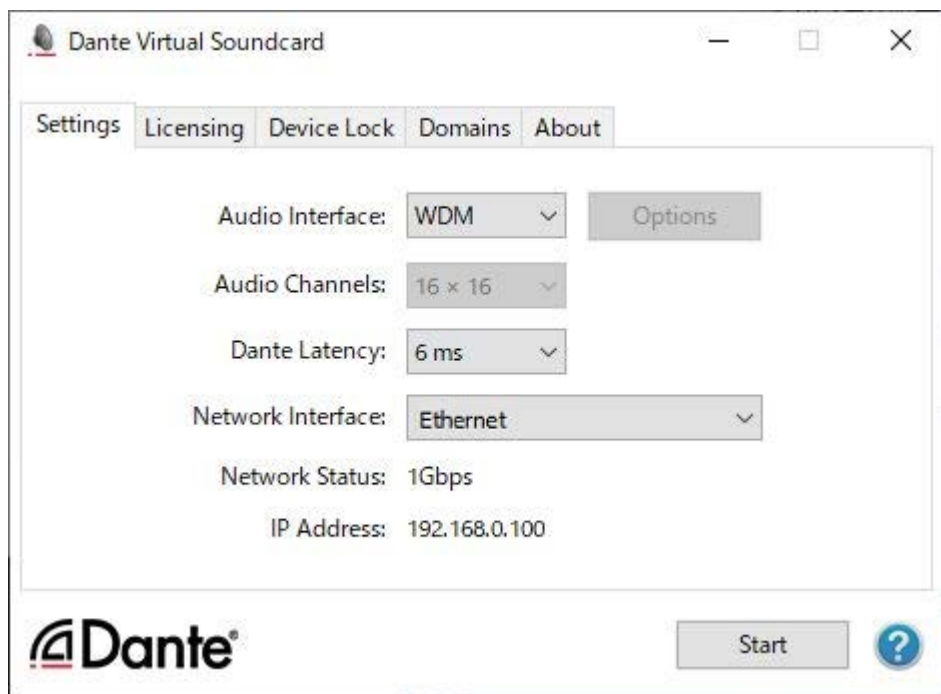 Dante Virtual Soundcard
Settings Licensing Device Lock Domains About
Audio Interface: WDM Options
Audio Channels: 16 × 16
Dante Latency: 6 ms
Network Interface: Ethernet
Network Status: 1Gbps
IP Address: 192.168.0.100
Dante® Start ?